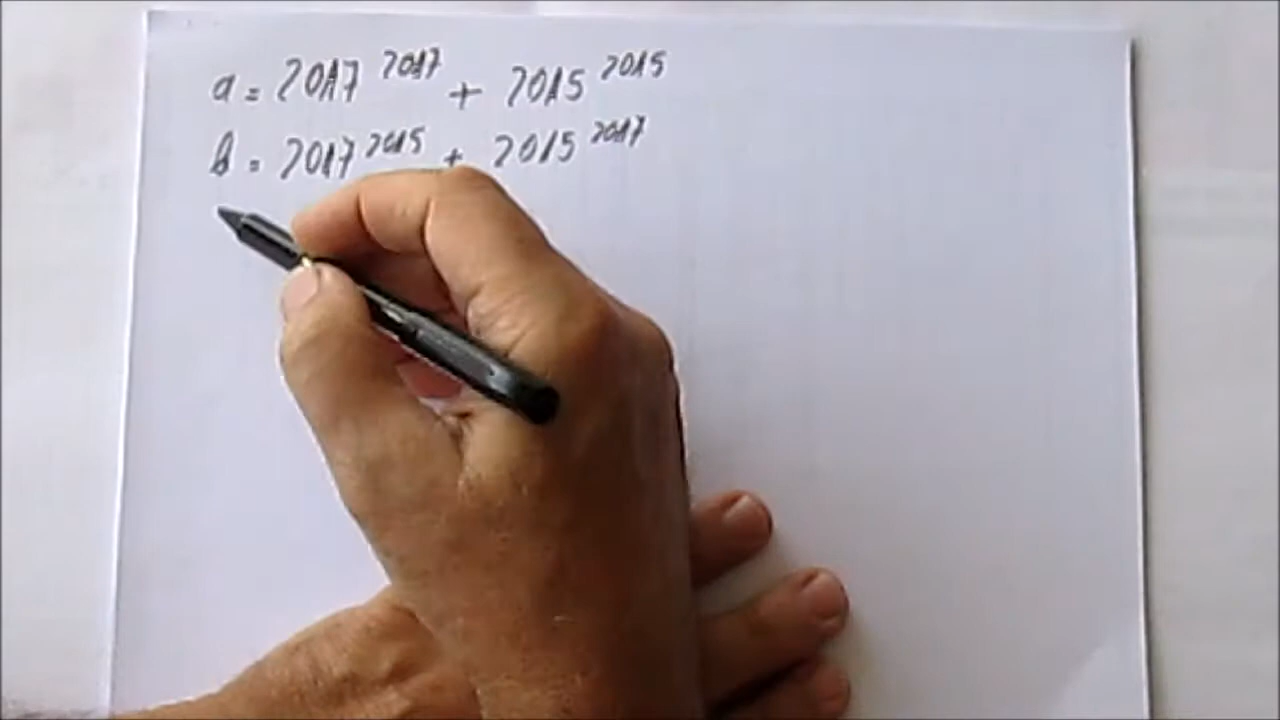 a = 2017^2017 + 2015^2015
b = 2017^2015 + 2015^2017